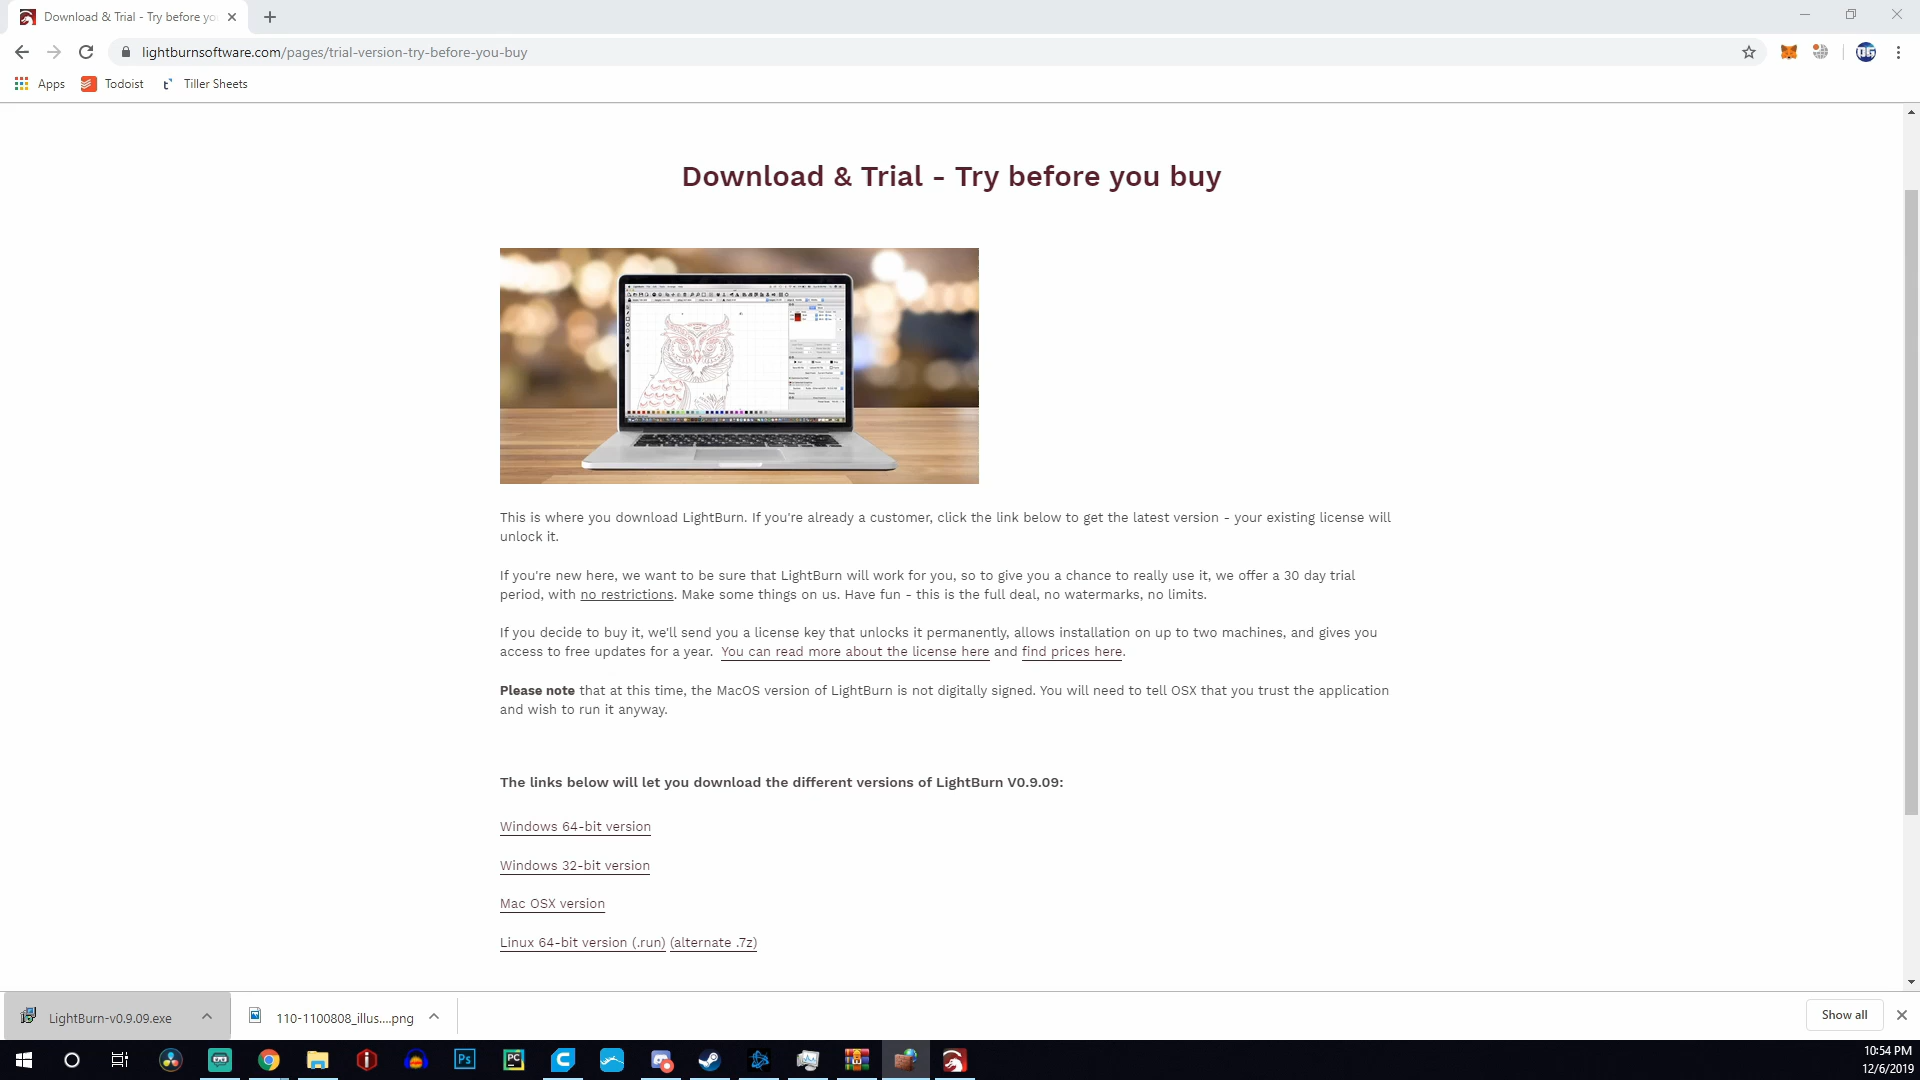 Download & Trial - Try before yo
lightburnsoftware.com/pages/trial-version-try-before-you-buy
Apps
Todoist
Tiller Sheets
Download & Trial - Try before you buy
This is where you download LightBurn. If you're already a customer, click the link below to get the latest version - your existing license will
unlock it.
If you're new here, we want to be sure that LightBurn will work for you, so to give you a chance to really use it, we offer a 30 day trial
period, with no restrictions. Make some things on us. Have fun - this is the full deal, no watermarks, no limits.
If you decide to buy it, we'll send you a license key that unlocks it permanently, allows installation on up to two machines, and gives you
access to free updates for a year. You can read more about the license here and find prices here.
Please note that at this time, the MacOS version of LightBurn is not digitally signed. You will need to tell OSX that you trust the application
and wish to run it anyway.
The links below will let you download the different versions of LightBurn V0.9.09:
Windows 64-bit version
Windows 32-bit version
Mac OSX version
Linux 64-bit version (.run) (alternate .7z)
LightBurn-v0.9.09.exe
110-1100808_illus....png
Show all
Ps
PC
10:54 PM
12/6/2019